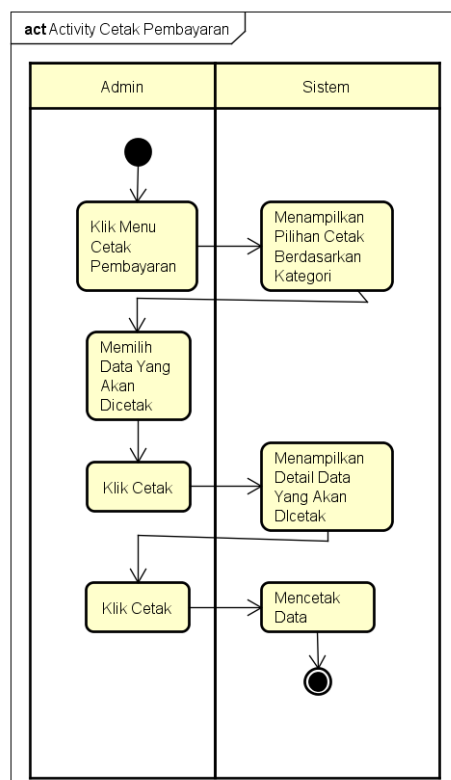 act Activity Cetak Pembayaran
Admin
Sistem
Klik Menu
Cetak
Pembayaran
Menampilkan
Pilihan Cetak
Berdasarkan
Kategori
Memilih
Data Yang
Akan
Dicetak
Klik Cetak
Menampilkan
Detail Data
Yang Akan
DIcetak
Klik Cetak
Mencetak
Data